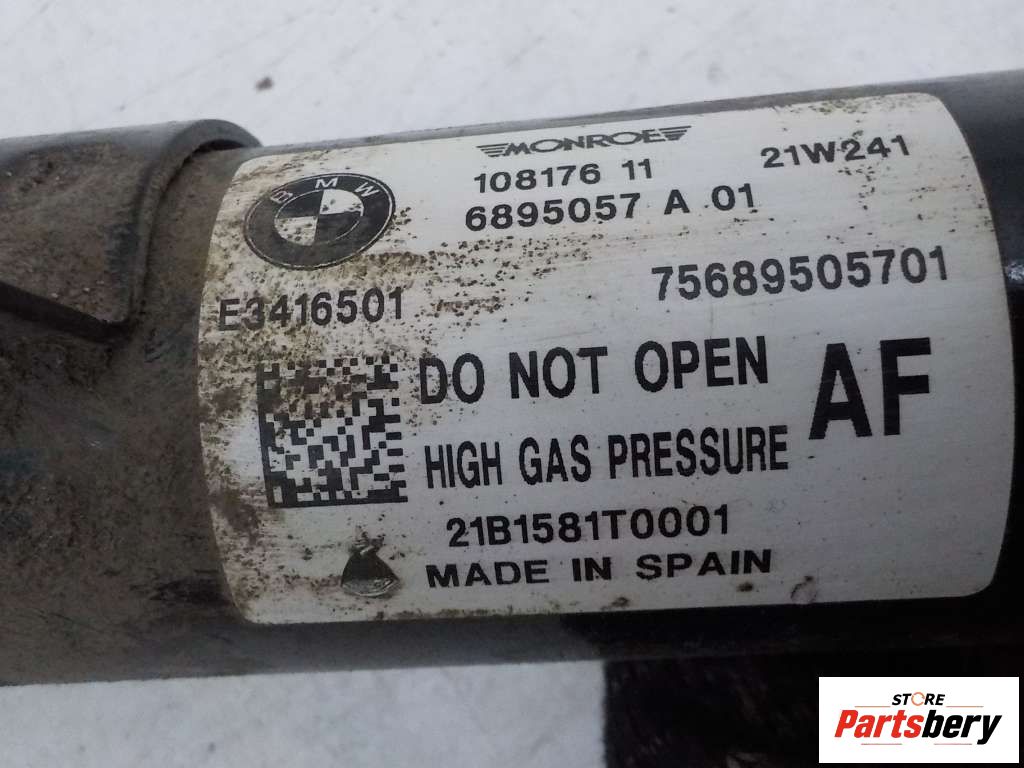 MONROE
108176 11
21W241
6895057 A 01
BMW
75689505701
E3416501
DO NOT OPEN
AF
HIGH GAS PRESSURE
21B1581T0001
MADE IN SPAIN
STORE
Partsbery